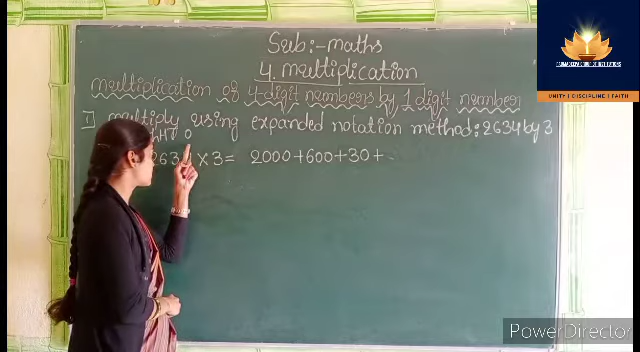 Sub:- maths
4. multiplication
multiplication of 4-digit numbers by 1 digit number
I multiply using expanded notation method: 2634 by 3
H T O
263 x 3 = 2000+600+30+
UNITY | DISCIPLINE | FAITH
PowerDirector